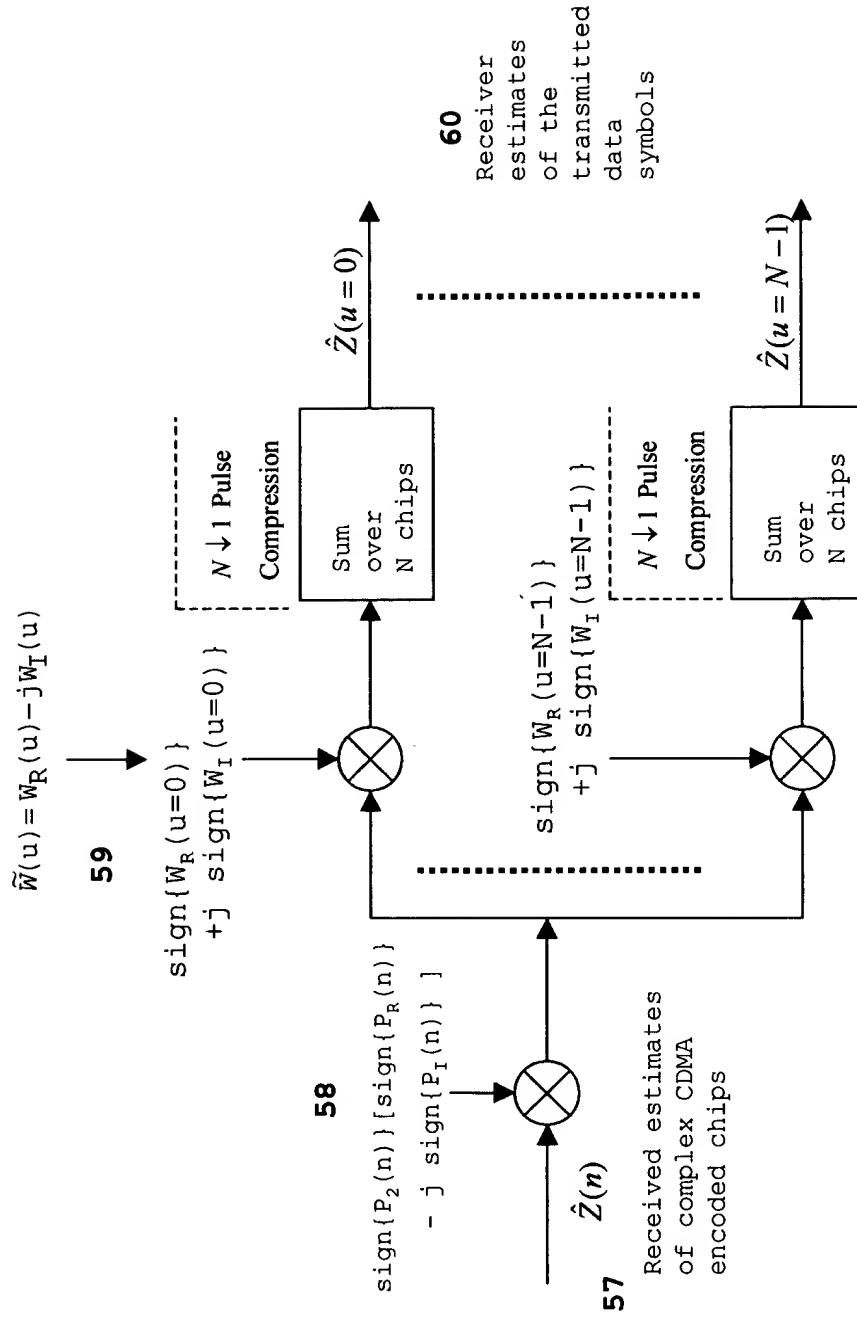 W̃(u) = W_R(u)-jW_I(u)
59
sign{W_R(u=0)}
+j sign{W_I(u=0)}
N ↓ 1 Pulse
Compression
Sum
over
N chips
Ẑ(u = 0)
58
sign{P_2(n)}[sign{P_R(n)}
- j sign{P_I(n)} ]
Ẑ(n)
57
Received estimates
of complex CDMA
encoded chips
sign{W_R(u=N-1)}
+j sign{W_I(u=N-1)}
N ↓ 1 Pulse
Compression
Sum
over
N chips
Ẑ(u = N -1)
60
Receiver
estimates
of the
transmitted
data
symbols